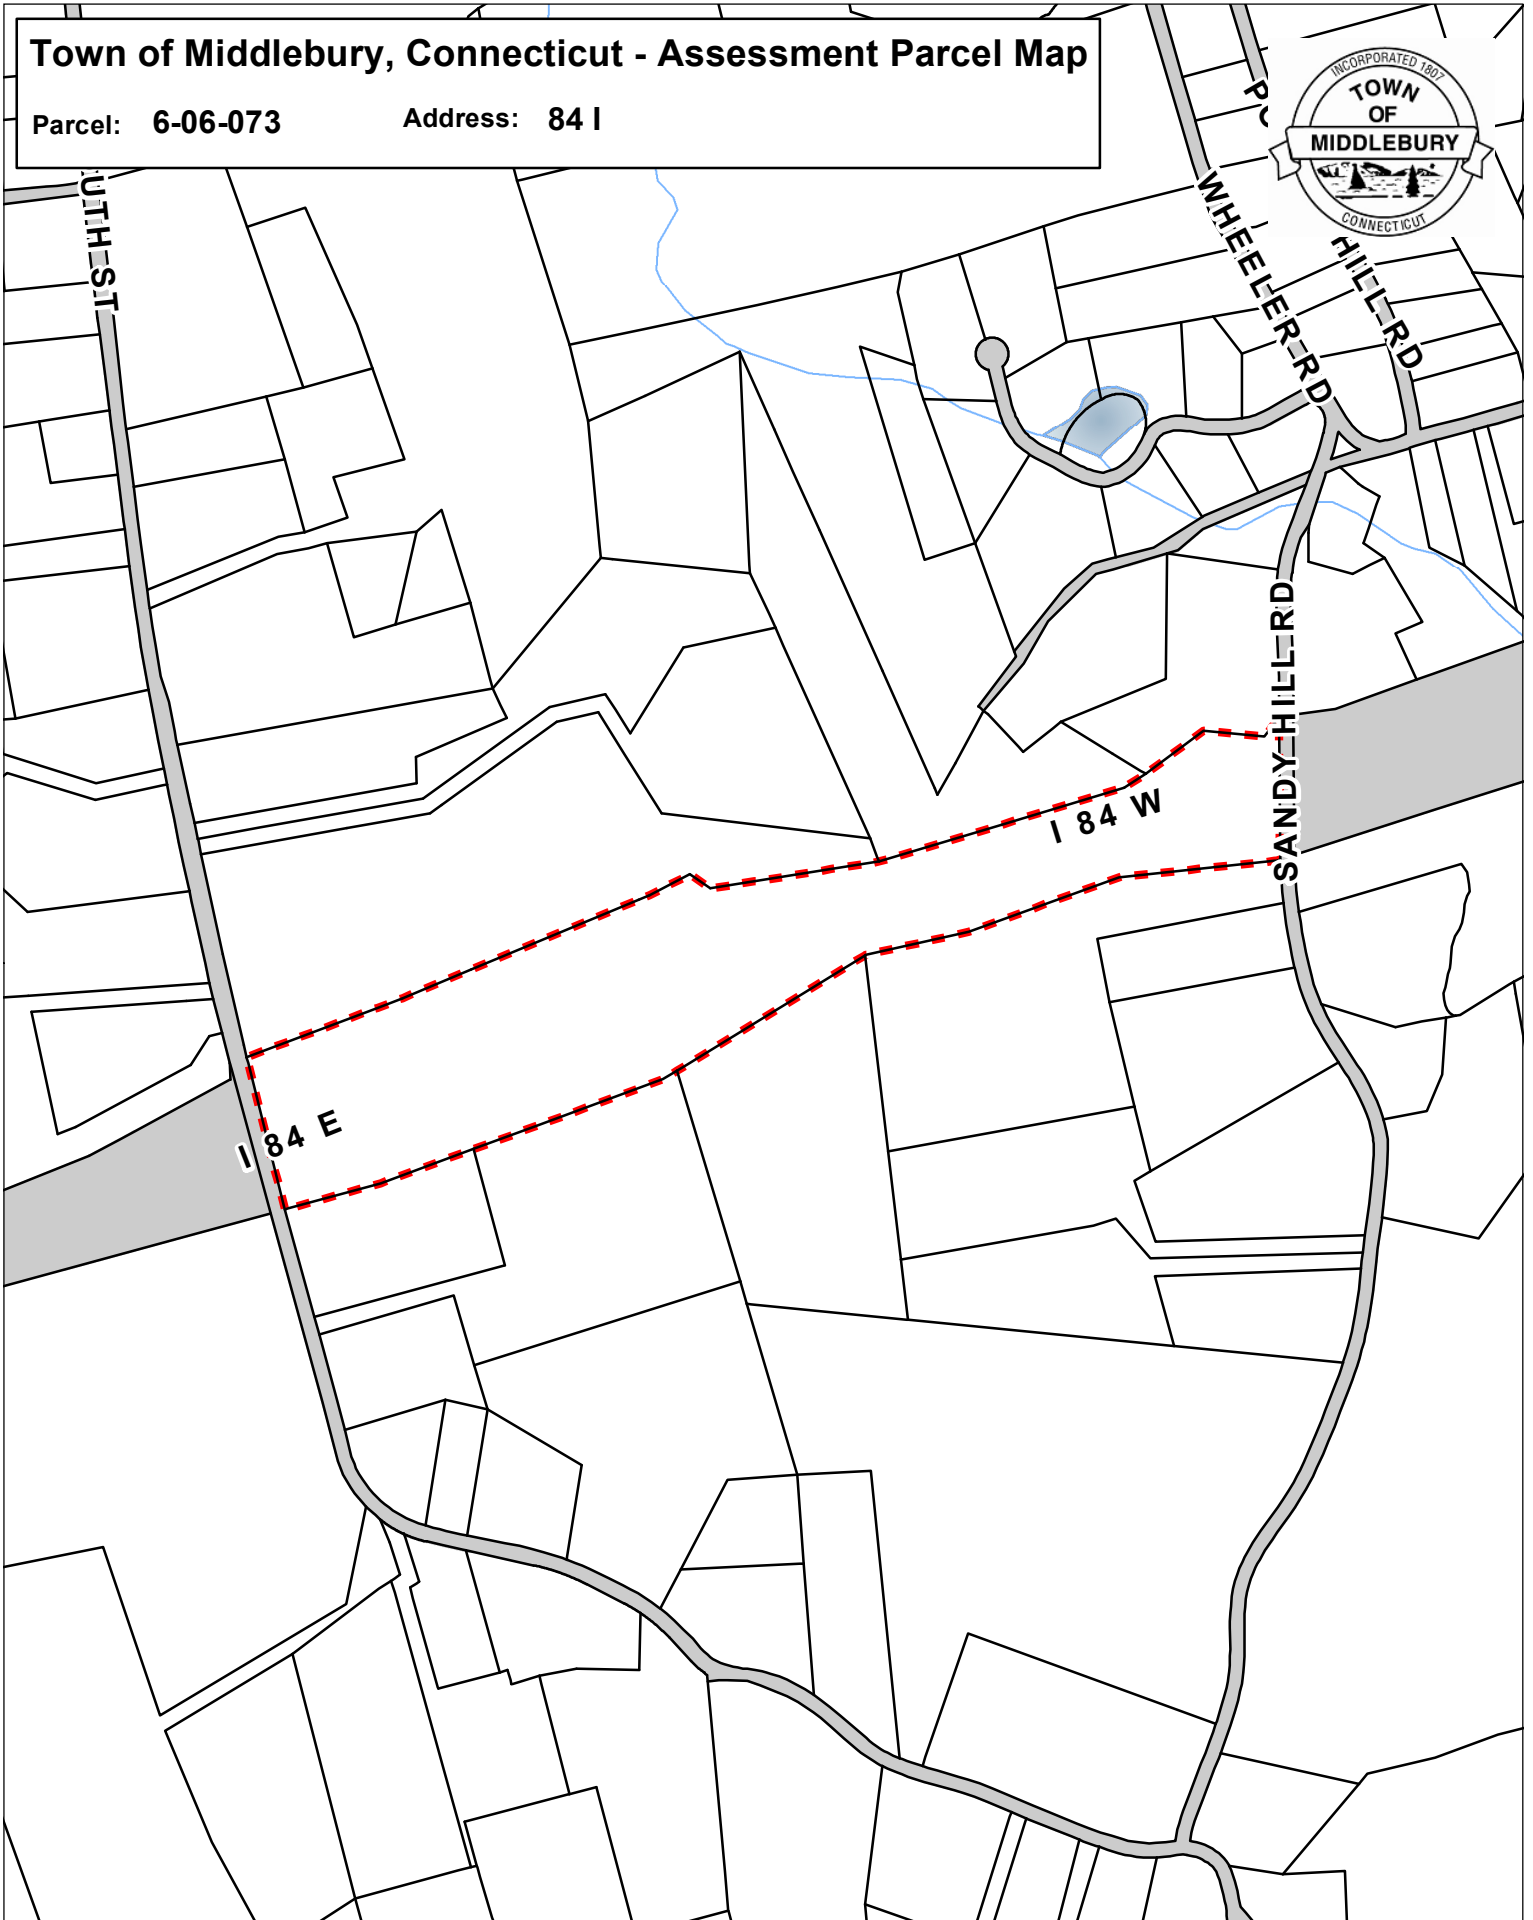 Town of Middlebury, Connecticut - Assessment Parcel Map
Parcel: 6-06-073 Address: 84 I
INCORPORATED 1807
TOWN
OF
MIDDLEBURY
CONNECTICUT
UTH ST
WHEELER RD
HILL RD
SANDY HILL RD
I 84 W
I 84 E